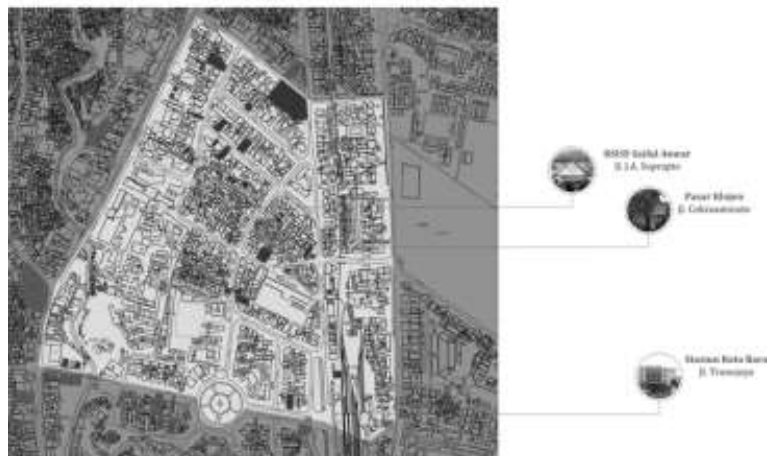 RSUD Saiful Anwar
Jl. J.A. Suprapto
Pasar Klojen
Jl. Cokroaminoto
Stasiun Kota Baru
Jl. Trunojoyo